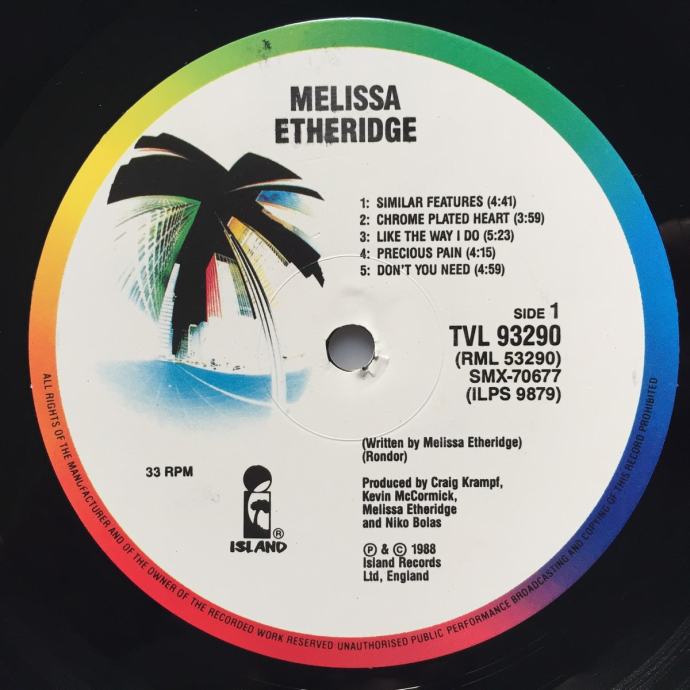 MELISSA
ETHERIDGE
1: SIMILAR FEATURES (4:41)
2: CHROME PLATED HEART (3:59)
3: LIKE THE WAY I DO (5:23)
4: PRECIOUS PAIN (4:15)
5: DON'T YOU NEED (4:59)
SIDE 1
TVL 93290
(RML 53290)
SMX-70677
(ILPS 9879)
(Written by Melissa Etheridge)
(Rondor)
33 RPM
Produced by Craig Krampf,
Kevin McCormick,
Melissa Etheridge
and Niko Bolas
ISLAND ®
Ⓟ & © 1988
Island Records
Ltd, England
ALL RIGHTS OF THE MANUFACTURER AND OF THE OWNER OF THE RECORDED WORK RESERVED UNAUTHORISED PUBLIC PERFORMANCE BROADCASTING AND COPYING OF THIS RECORD PROHIBITED